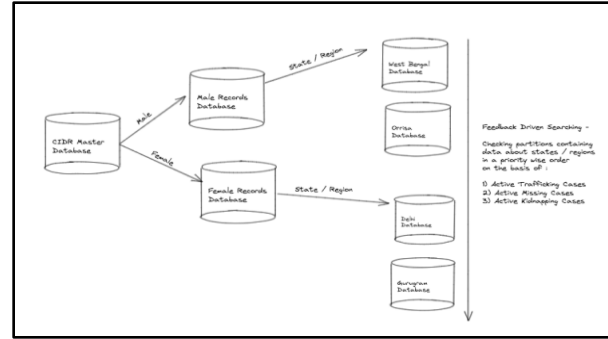 CIDR Master
Database
Male
Female
Male Records
Database
Female Records
Database
State / Region
State / Region
West Bengal
Database
Orrisa
Database
Delhi
Database
Gurugram
Database
Feedback Driven Searching -
Checking partitions containing
data about states / regions
in a priority wise order
on the basis of :
1) Active Trafficking Cases
2) Active Missing Cases
3) Active Kidnapping Cases